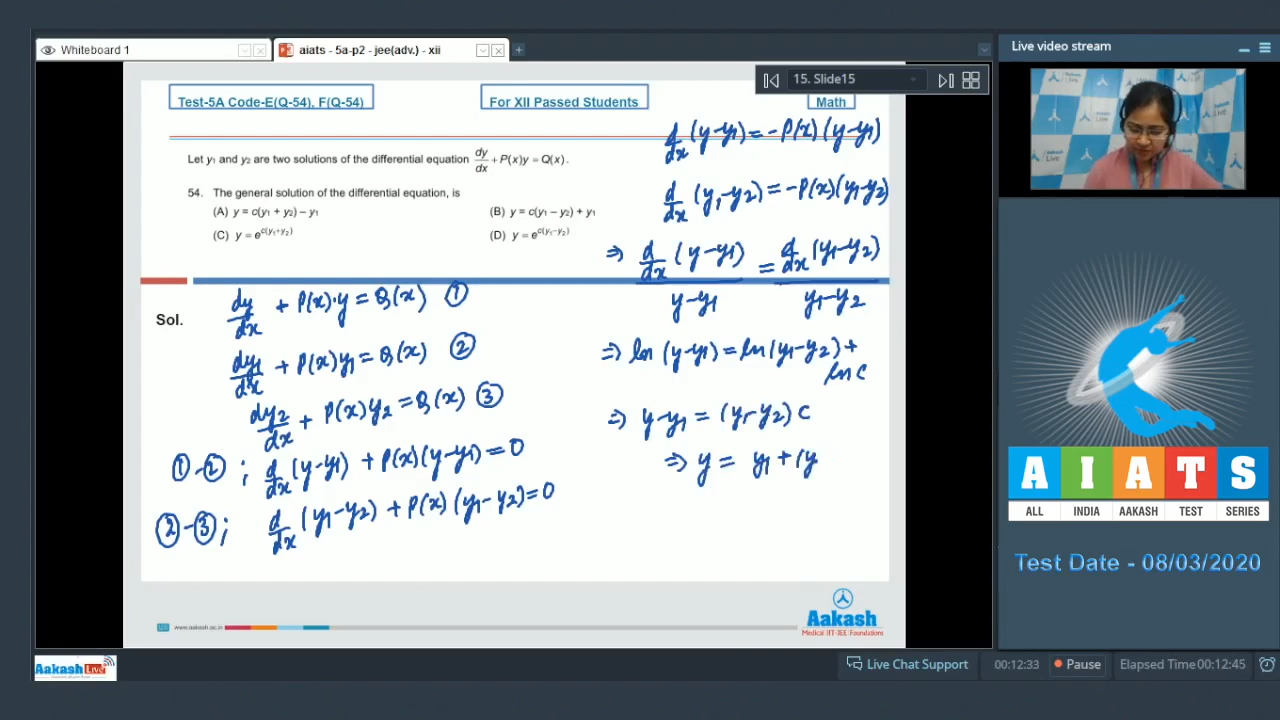 Whiteboard 1
aiats - 5a-p2 - jee(adv.) - xii
Live video stream
15. Slide15
Test-5A Code-E(Q-54), F(Q-54)
For XII Passed Students
Math
Let y₁ and y₂ are two solutions of the differential equation dy/dx + P(x)y = Q(x).
54. The general solution of the differential equation, is
(A) y = c(y₁ + y₂) – y₁
(B) y = c(y₁ – y₂) + y₁
(C) y = e^c(y₁+y₂)
(D) y = e^c(y₁–y₂)
Sol.
dy/dx + P(x)·y = Q(x) ①
dy₁/dx + P(x)y₁ = Q(x) ②
dy₂/dx + P(x)y₂ = Q(x) ③
①-② ; d/dx (y-y₁) + P(x)(y-y₁) = 0
②-③ ; d/dx (y₁-y₂) + P(x)(y₁-y₂) = 0
d/dx (y-y₁) = -P(x)(y-y₁)
d/dx (y₁-y₂) = -P(x)(y₁-y₂)
⇒ d/dx (y-y₁) / y-y₁ = d/dx (y₁-y₂) / y₁-y₂
⇒ ln (y-y₁) = ln(y₁-y₂) +
ln c
⇒ y-y₁ = (y₁-y₂) c
⇒ y = y₁ + (y
www.aakash.ac.in
Aakash
Medical | IIT-JEE | Foundations
A I A T S
ALL INDIA AAKASH TEST SERIES
Test Date - 08/03/2020
Aakash Live
Live Chat Support
00:12:33
Pause
Elapsed Time 00:12:45